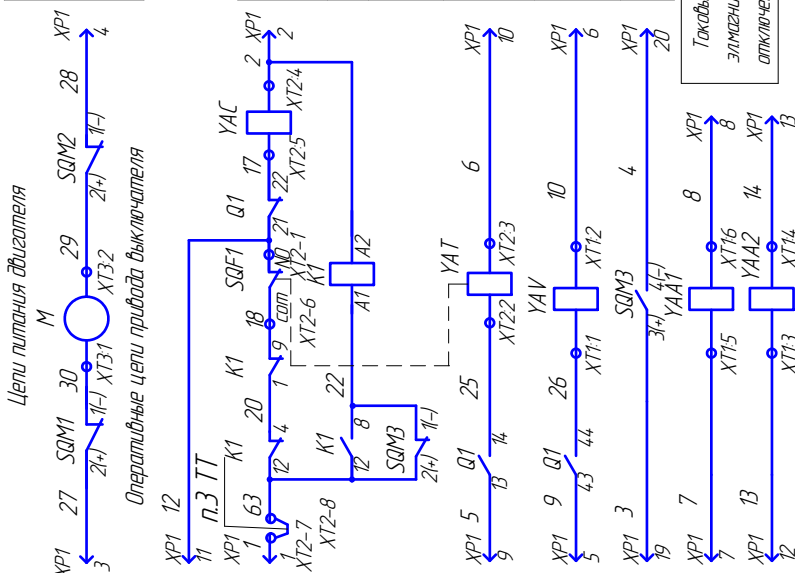 Цепи питания двигателя
XP1
3
27
SQM1
2(+)
1(-)
30
XT3:1
M
29
XT3:2
SQM2
2(+)
1(-)
28
XP1
4
Оперативные цепи привода выключателя
XP1
11
12
п.3 ТТ
XP1
1
1
XT2-7
63
XT2-8
K1
12
4
20
K1
1
9
18
XT2-6
SQF1
com
NO
XT2-1
Q1
21
22
17
XT2:5
YAC
XT2:4
2
XP1
2
K1
12
8
SQM3
2(+)
1(-)
22
K1
A1
A2
XP1
9
5
Q1
13
14
25
XT2:2
YAT
XT2:3
6
XP1
10
XP1
5
9
Q1
43
44
26
XT1:1
YAV
XT1:2
10
XP1
6
XP1
19
3
SQM3
3(+)
4(-)
4
XP1
20
XP1
7
7
XT1:5
YAA1
XT1:6
8
XP1
8
XP1
12
13
XT1:3
YAA2
XT1:4
14
XP1
13
Токовы
эл.магни
отключе